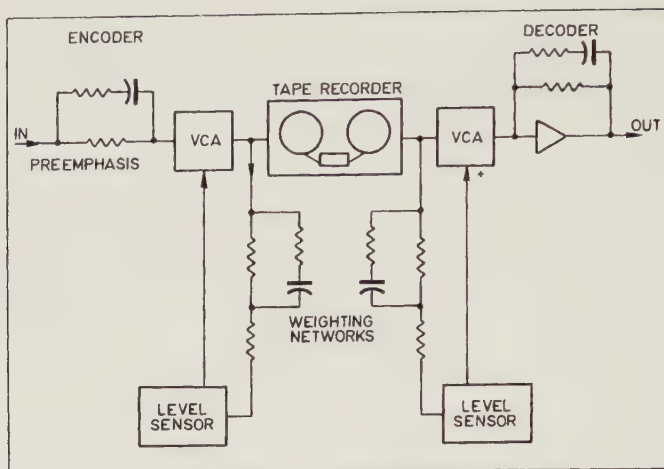 ENCODER
DECODER
TAPE RECORDER
IN
VCA
VCA
OUT
PREEMPHASIS
+
WEIGHTING
NETWORKS
LEVEL
SENSOR
LEVEL
SENSOR